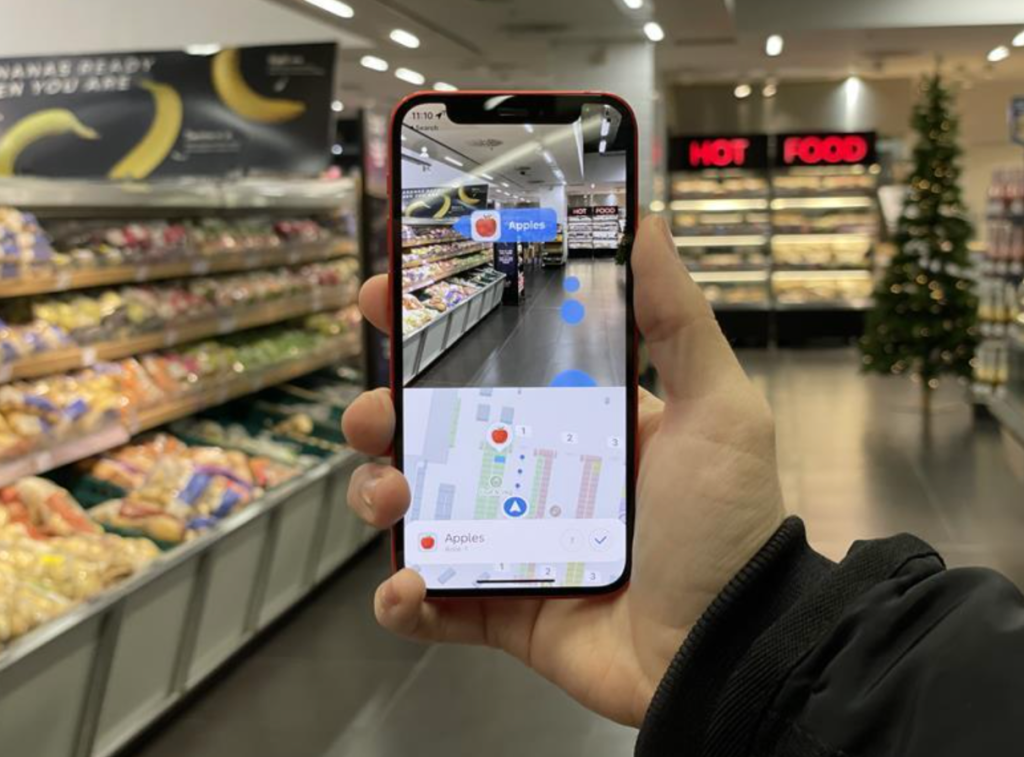 NANAS READY
EN YOU ARE
HOT FOOD
11:10
Search
HOT FOOD
Apples
1
2
3
Apples
1
2
3